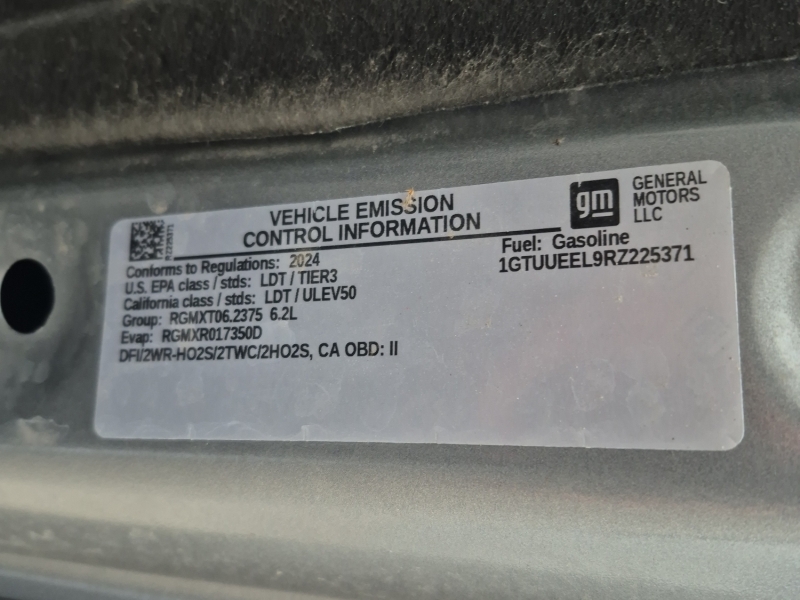 VEHICLE EMISSION
CONTROL INFORMATION
gm
GENERAL
MOTORS
LLC
RZ225371
Fuel: Gasoline
1GTUUEEL9RZ225371
Conforms to Regulations: 2024
U.S. EPA class / stds: LDT / TIER3
California class / stds: LDT / ULEV50
Group: RGMXT06.2375 6.2L
Evap: RGMXR017350D
DFI/2WR-HO2S/2TWC/2HO2S, CA OBD: II